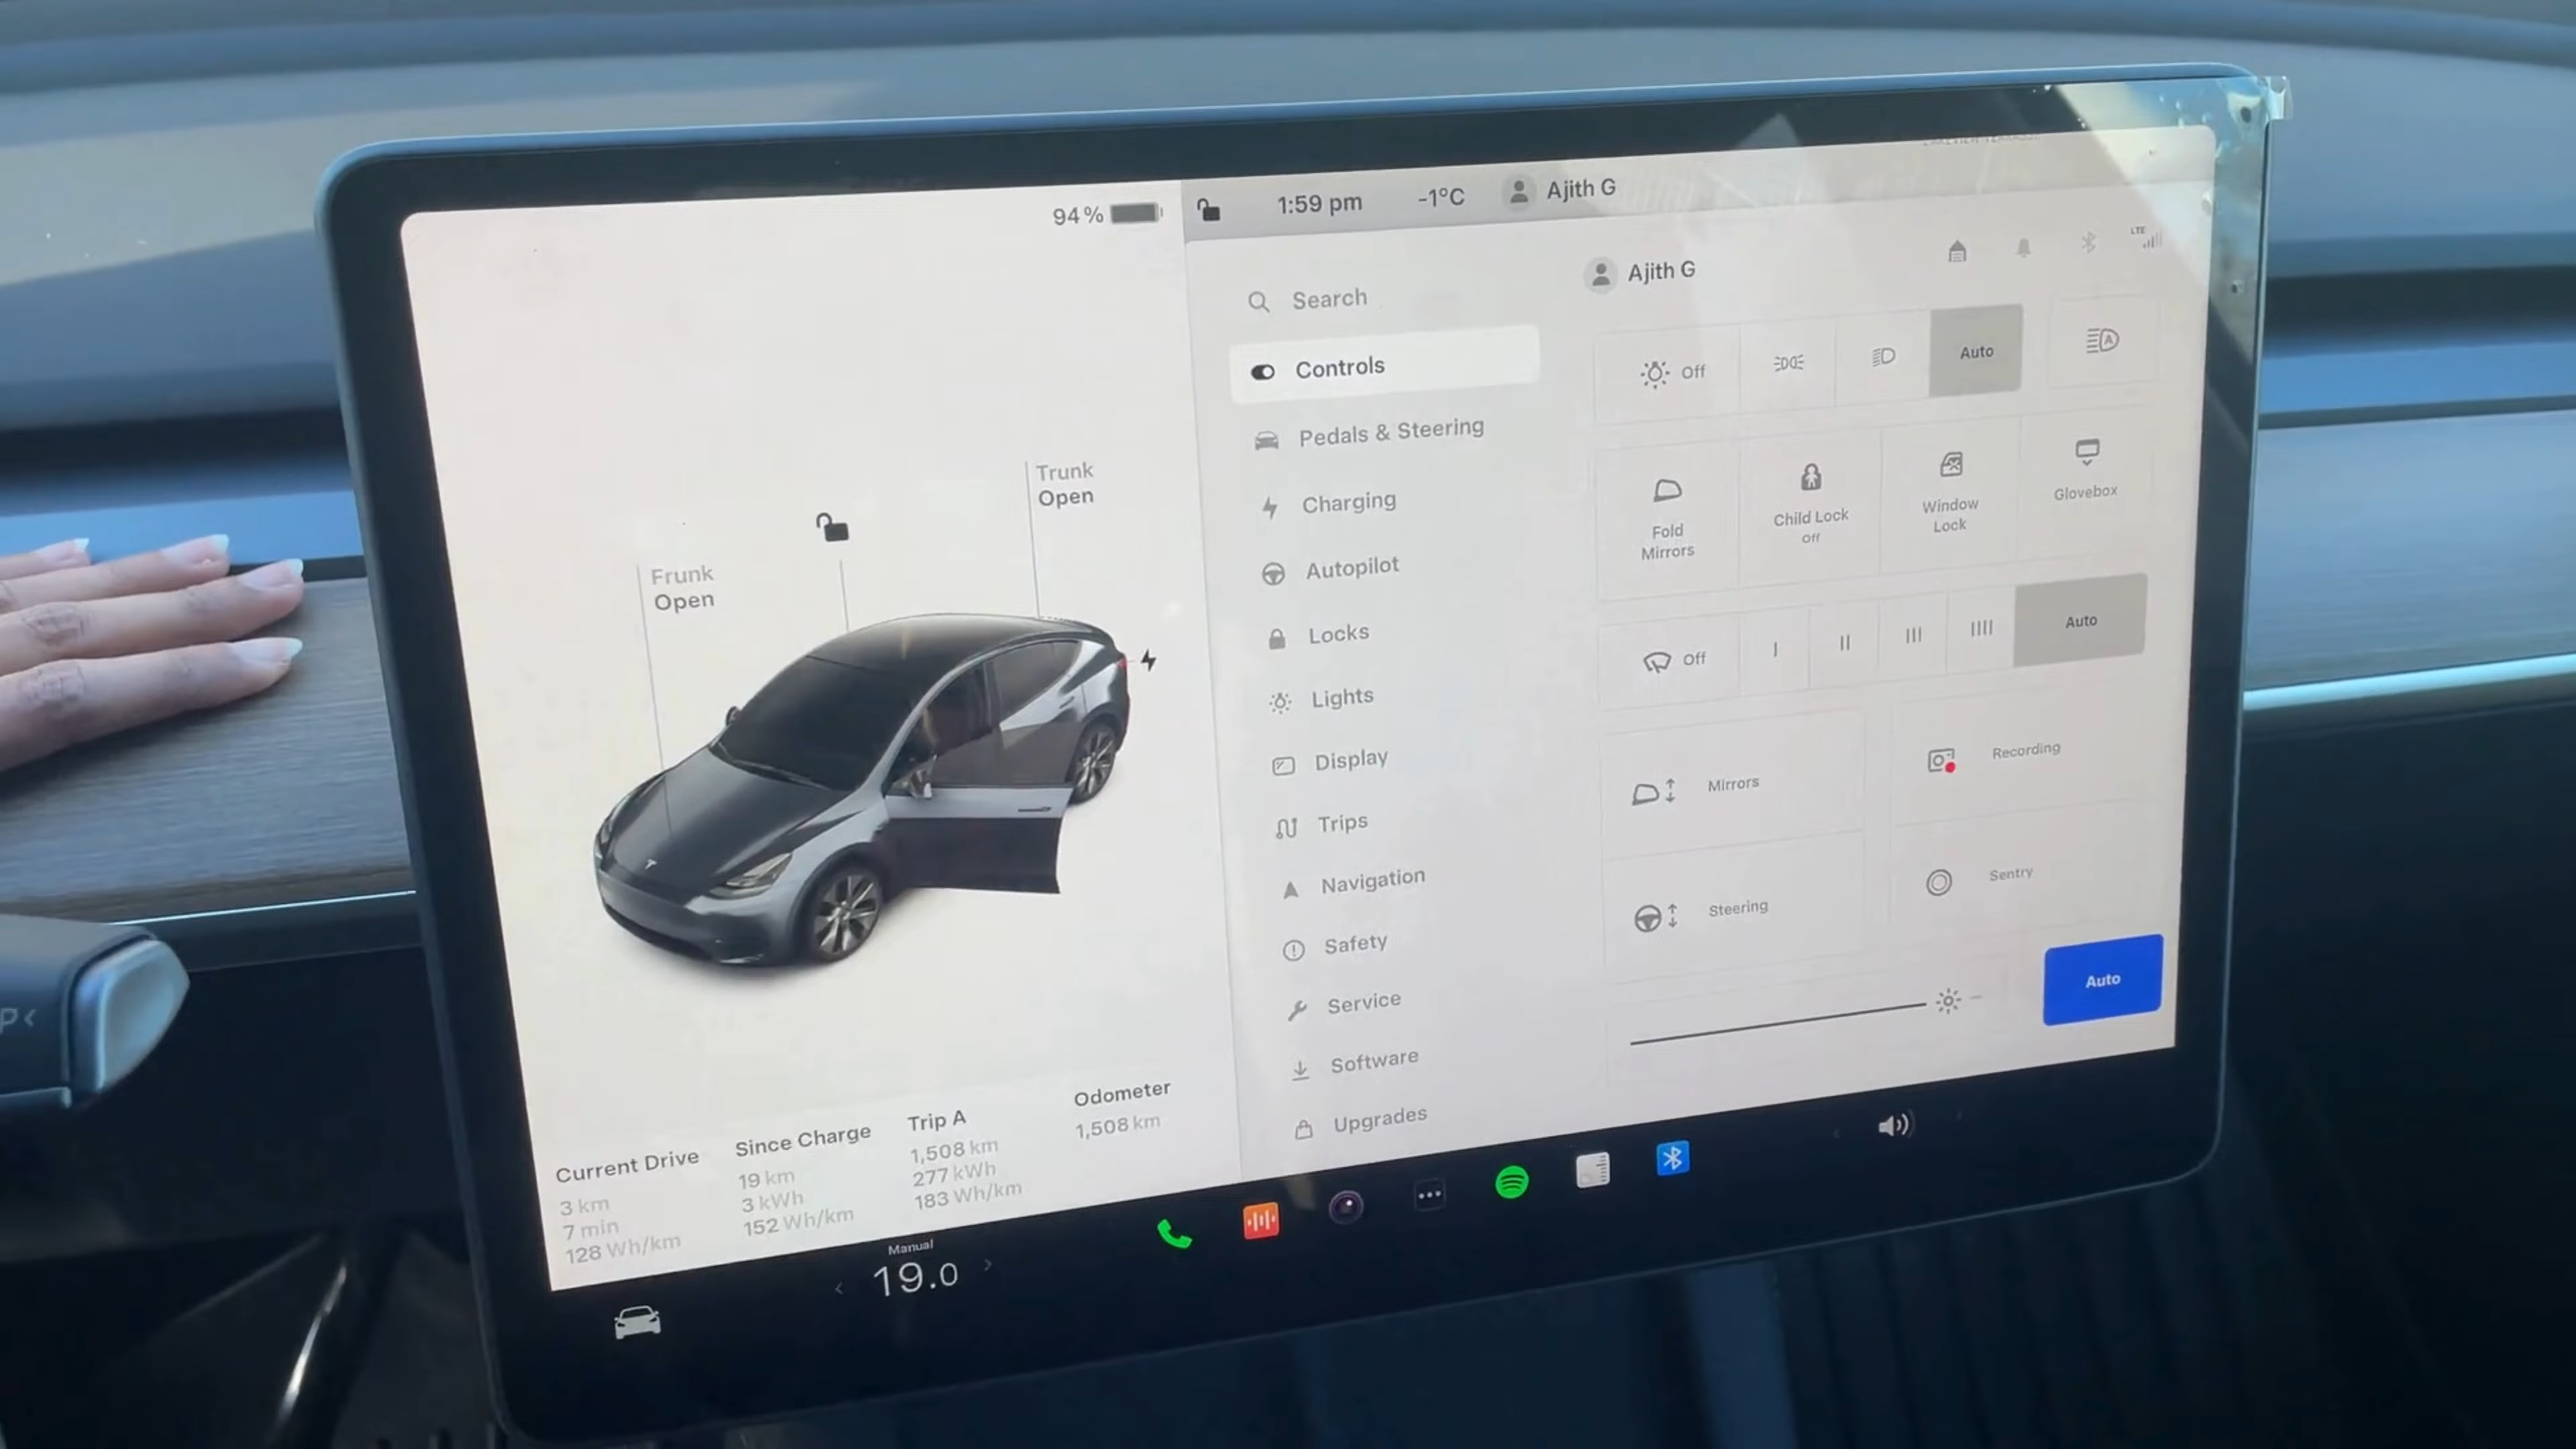 94%
1:59 pm
-1°C
Ajith G
Search
Controls
Pedals & Steering
Charging
Autopilot
Locks
Lights
Display
Trips
Navigation
Safety
Service
Software
Upgrades
Ajith G
LTE
Off
Auto
A
Fold
Mirrors
Child Lock
Off
Window
Lock
Glovebox
Off
I
II
III
IIII
Auto
Mirrors
Recording
Steering
Sentry
Auto
Frunk
Open
Trunk
Open
Current Drive
3 km
7 min
128 Wh/km
Since Charge
19 km
3 kWh
152 Wh/km
Trip A
1,508 km
277 kWh
183 Wh/km
Odometer
1,508 km
Manual
19.0
P